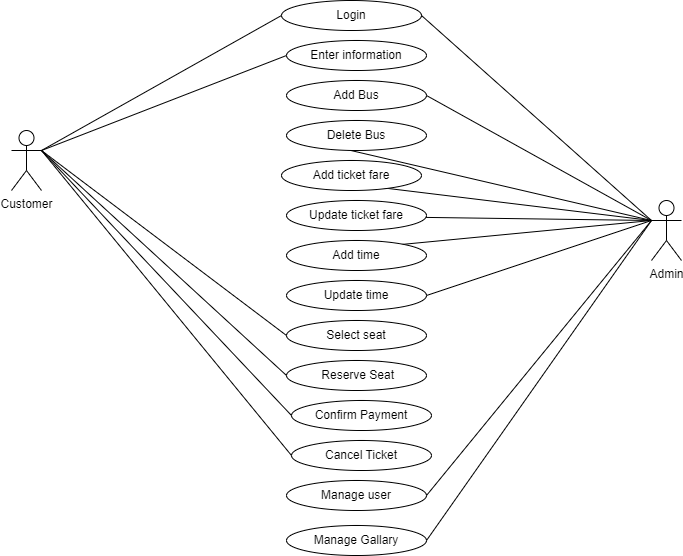 Login
Enter information
Add Bus
Delete Bus
Add ticket fare
Customer
Update ticket fare
Add time
Admin
Update time
Select seat
Reserve Seat
Confirm Payment
Cancel Ticket
Manage user
Manage Gallary